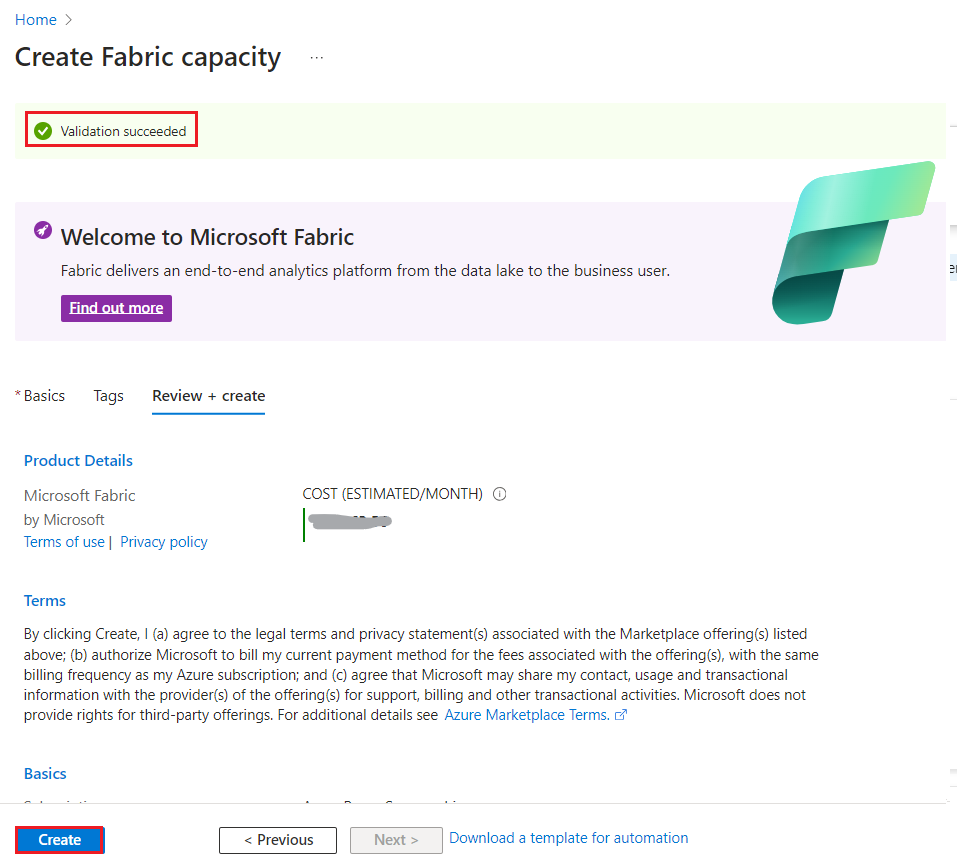 Home >
Create Fabric capacity ...
Validation succeeded
Welcome to Microsoft Fabric
Fabric delivers an end-to-end analytics platform from the data lake to the business user.
Find out more
* Basics Tags Review + create
Product Details
Microsoft Fabric COST (ESTIMATED/MONTH)
by Microsoft
Terms of use | Privacy policy
Terms
By clicking Create, I (a) agree to the legal terms and privacy statement(s) associated with the Marketplace offering(s) listed
above; (b) authorize Microsoft to bill my current payment method for the fees associated with the offering(s), with the same
billing frequency as my Azure subscription; and (c) agree that Microsoft may share my contact, usage and transactional
information with the provider(s) of the offering(s) for support, billing and other transactional activities. Microsoft does not
provide rights for third-party offerings. For additional details see Azure Marketplace Terms.
Basics
Create < Previous Next > Download a template for automation